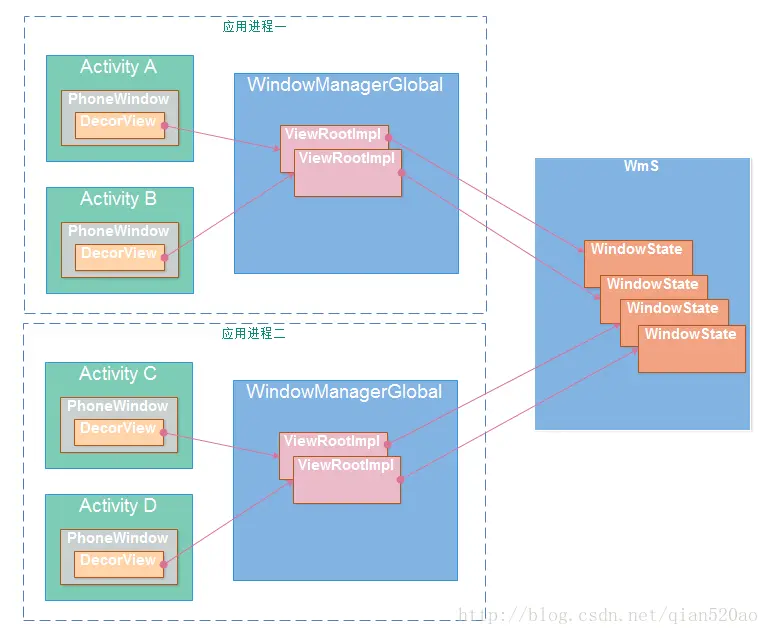 应用进程一
Activity A
PhoneWindow
DecorView
Activity B
PhoneWindow
DecorView
WindowManagerGlobal
ViewRootImpl
ViewRootImpl
应用进程二
Activity C
PhoneWindow
DecorView
Activity D
PhoneWindow
DecorView
WindowManagerGlobal
ViewRootImpl
ViewRootImpl
WmS
WindowState
WindowState
WindowState
WindowState
http://blog.csdn.net/qian520ao